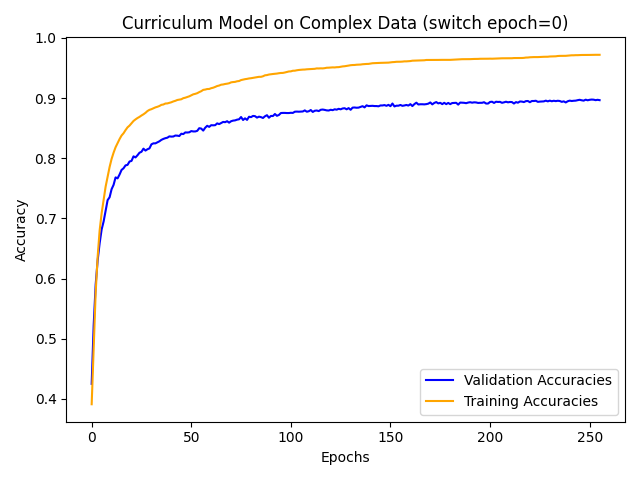 Curriculum Model on Complex Data (switch epoch=0)
1.0
0.9
0.8
0.7
0.6
0.5
0.4
Accuracy
0
50
100
150
200
250
Epochs
Validation Accuracies
Training Accuracies